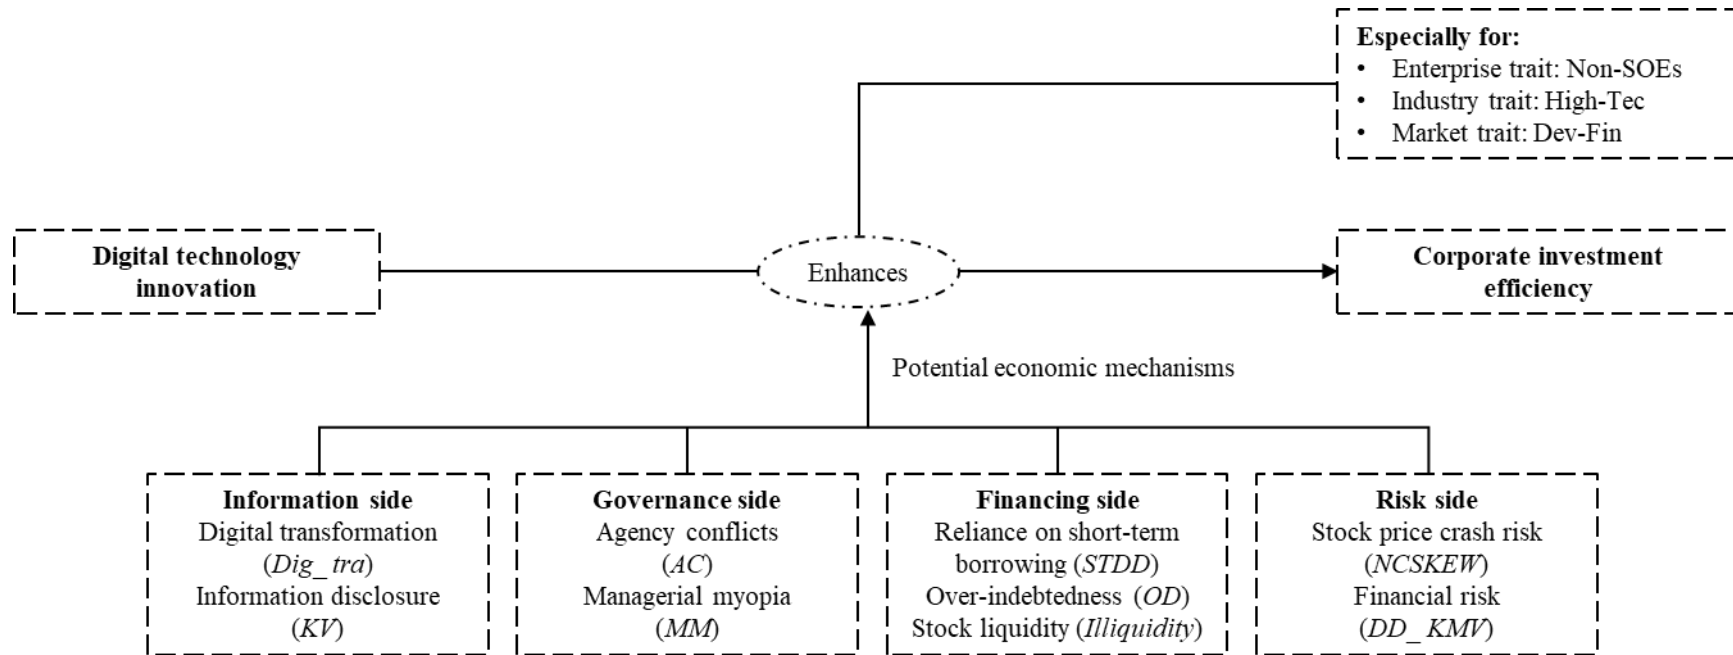 Especially for:
• Enterprise trait: Non-SOEs
• Industry trait: High-Tec
• Market trait: Dev-Fin
Digital technology
innovation
Enhances
Corporate investment
efficiency
Potential economic mechanisms
Information side
Digital transformation
(Dig_tra)
Information disclosure
(KV)
Governance side
Agency conflicts
(AC)
Managerial myopia
(MM)
Financing side
Reliance on short-term
borrowing (STDD)
Over-indebtedness (OD)
Stock liquidity (Illiquidity)
Risk side
Stock price crash risk
(NCSKEW)
Financial risk
(DD_KMV)